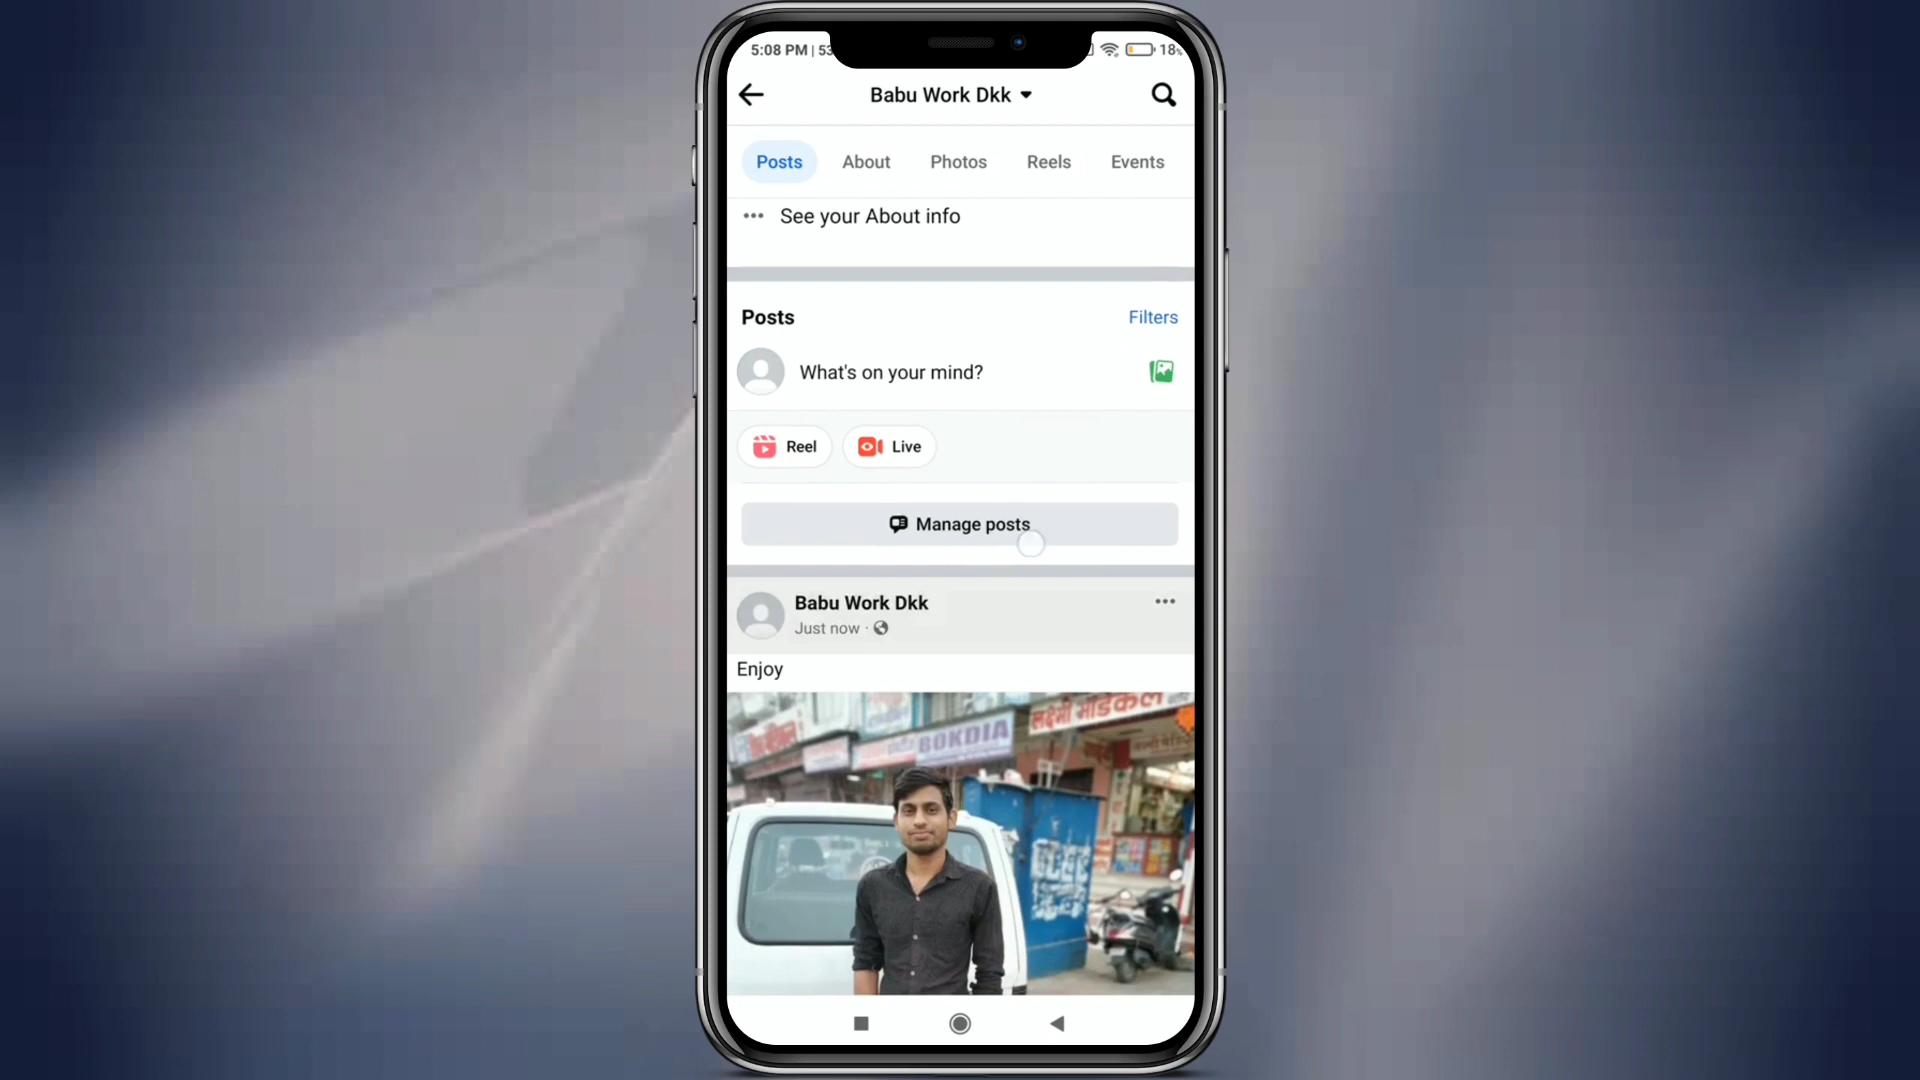 5:08 PM | 53
18%
Babu Work Dkk
Posts
About
Photos
Reels
Events
See your About info
Posts
Filters
What's on your mind?
Reel
Live
Manage posts
Babu Work Dkk
Just now ·
Enjoy
BOKDIA